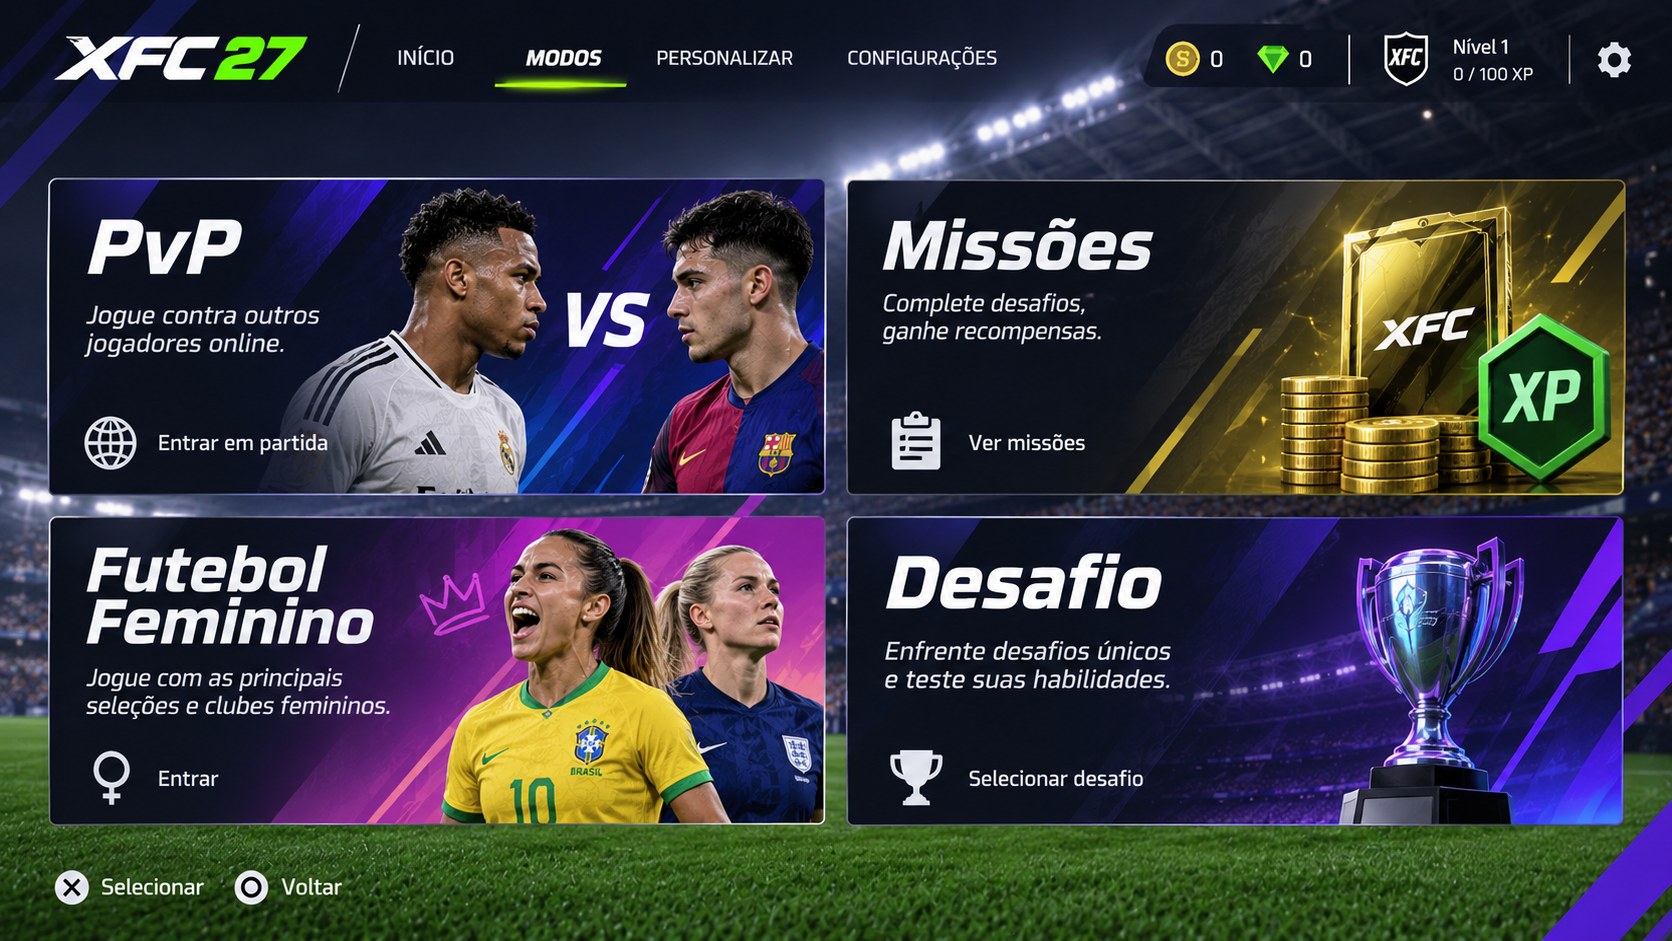 XFC 27
INÍCIO
MODOS
PERSONALIZAR
CONFIGURAÇÕES
S 0
0
XFC
Nível 1
0 / 100 XP
PvP
Jogue contra outros
jogadores online.
VS
Entrar em partida
Missões
Complete desafios,
ganhe recompensas.
XFC
XP
Ver missões
Futebol
Feminino
Jogue com as principais
seleções e clubes femininos.
BRASIL
10
Entrar
Desafio
Enfrente desafios únicos
e teste suas habilidades.
Selecionar desafio
Selecionar
Voltar